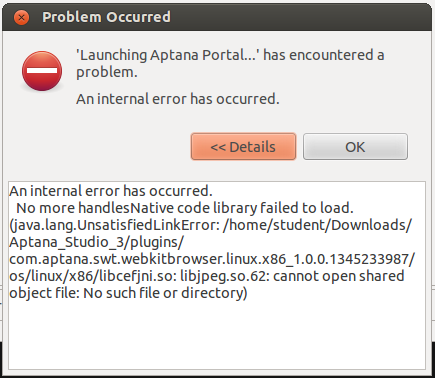 Problem Occurred
'Launching Aptana Portal...' has encountered a
problem.
An internal error has occurred.
<< Details
OK
An internal error has occurred.
No more handlesNative code library failed to load.
(java.lang.UnsatisfiedLinkError: /home/student/Downloads/
Aptana_Studio_3/plugins/
com.aptana.swt.webkitbrowser.linux.x86_1.0.0.1345233987/
os/linux/x86/libcefjni.so: libjpeg.so.62: cannot open shared
object file: No such file or directory)